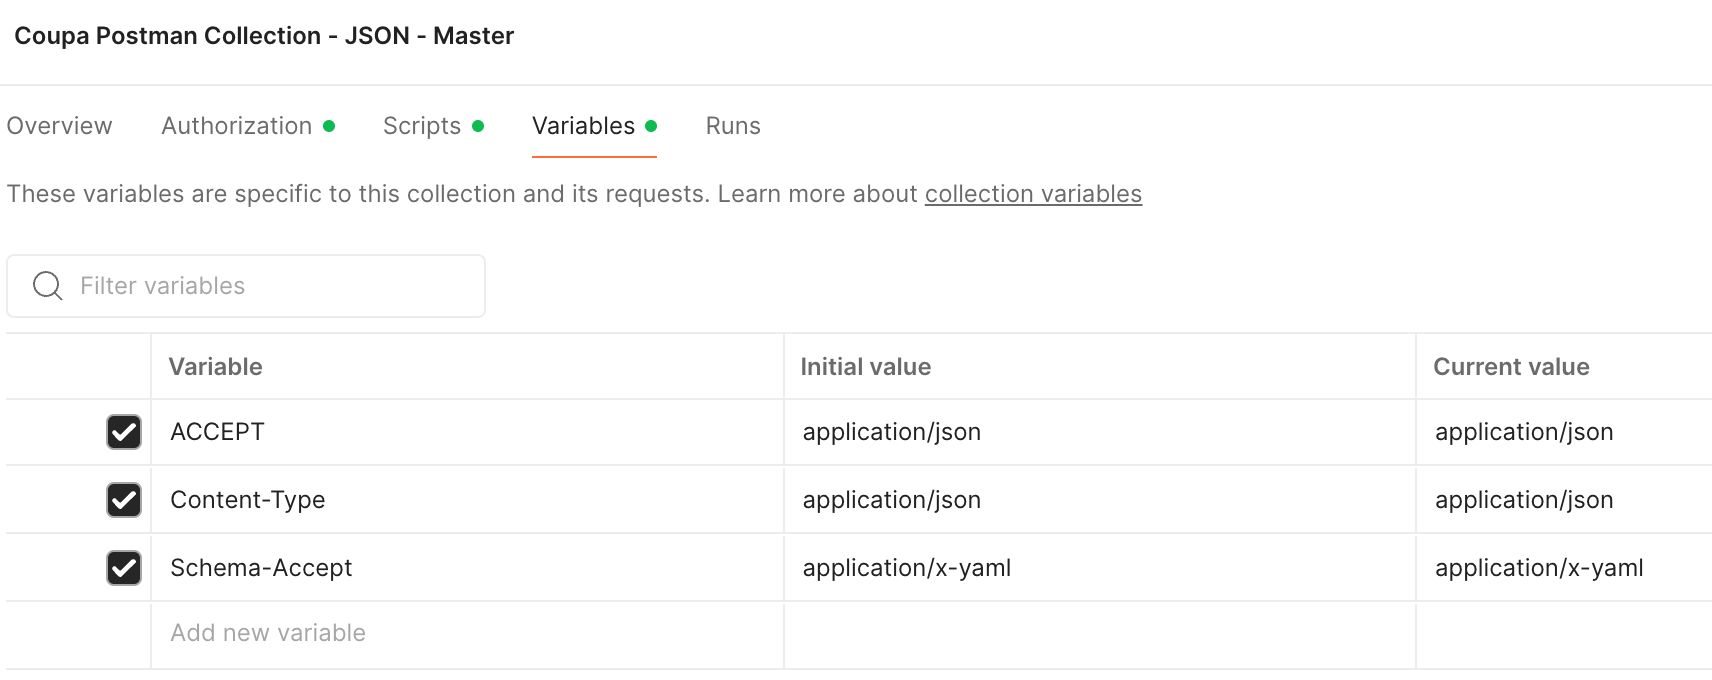 Coupa Postman Collection - JSON - Master
Overview Authorization Scripts Variables Runs
These variables are specific to this collection and its requests. Learn more about collection variables
Filter variables
Variable Initial value Current value
ACCEPT application/json application/json
Content-Type application/json application/json
Schema-Accept application/x-yaml application/x-yaml
Add new variable